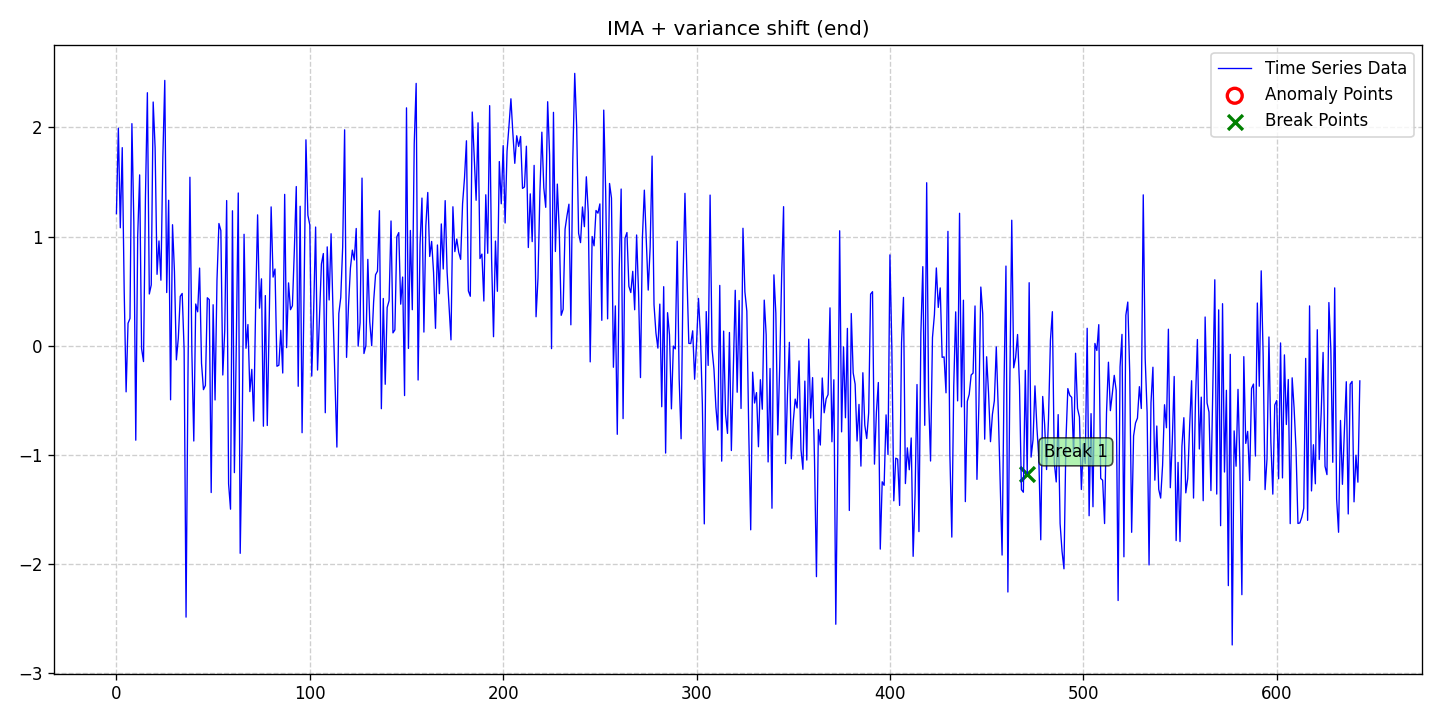 IMA + variance shift (end)
Time Series Data
Anomaly Points
Break Points
2
1
0
−1
−2
−3
Break 1
0
100
200
300
400
500
600